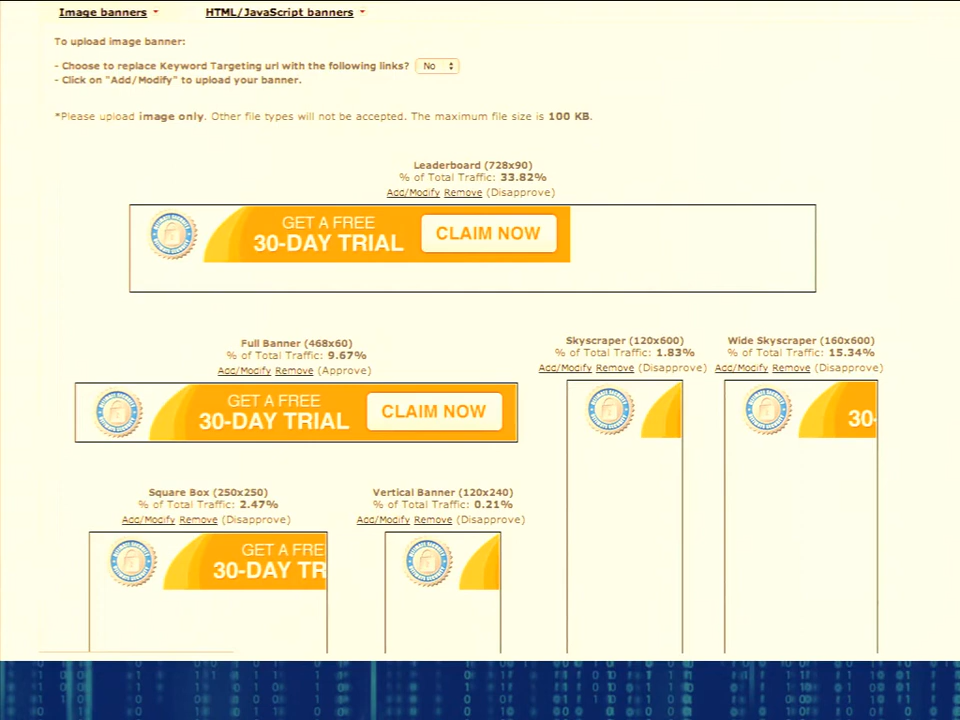 Image banners HTML/JavaScript banners
To upload image banner:
- Choose to replace Keyword Targeting url with the following links? No
- Click on "Add/Modify" to upload your banner.
*Please upload image only. Other file types will not be accepted. The maximum file size is 100 KB.
Leaderboard (728x90)
% of Total Traffic: 33.82%
Add/Modify Remove (Disapprove)
GET A FREE
30-DAY TRIAL
CLAIM NOW
Full Banner (468x60)
% of Total Traffic: 9.67%
Add/Modify Remove (Approve)
GET A FREE
30-DAY TRIAL
CLAIM NOW
Skyscraper (120x600)
% of Total Traffic: 1.83%
Add/Modify Remove (Disapprove)
Wide Skyscraper (160x600)
% of Total Traffic: 15.34%
Add/Modify Remove (Disapprove)
30-
Square Box (250x250)
% of Total Traffic: 2.47%
Add/Modify Remove (Disapprove)
GET A FRE
30-DAY TR
Vertical Banner (120x240)
% of Total Traffic: 0.21%
Add/Modify Remove (Disapprove)